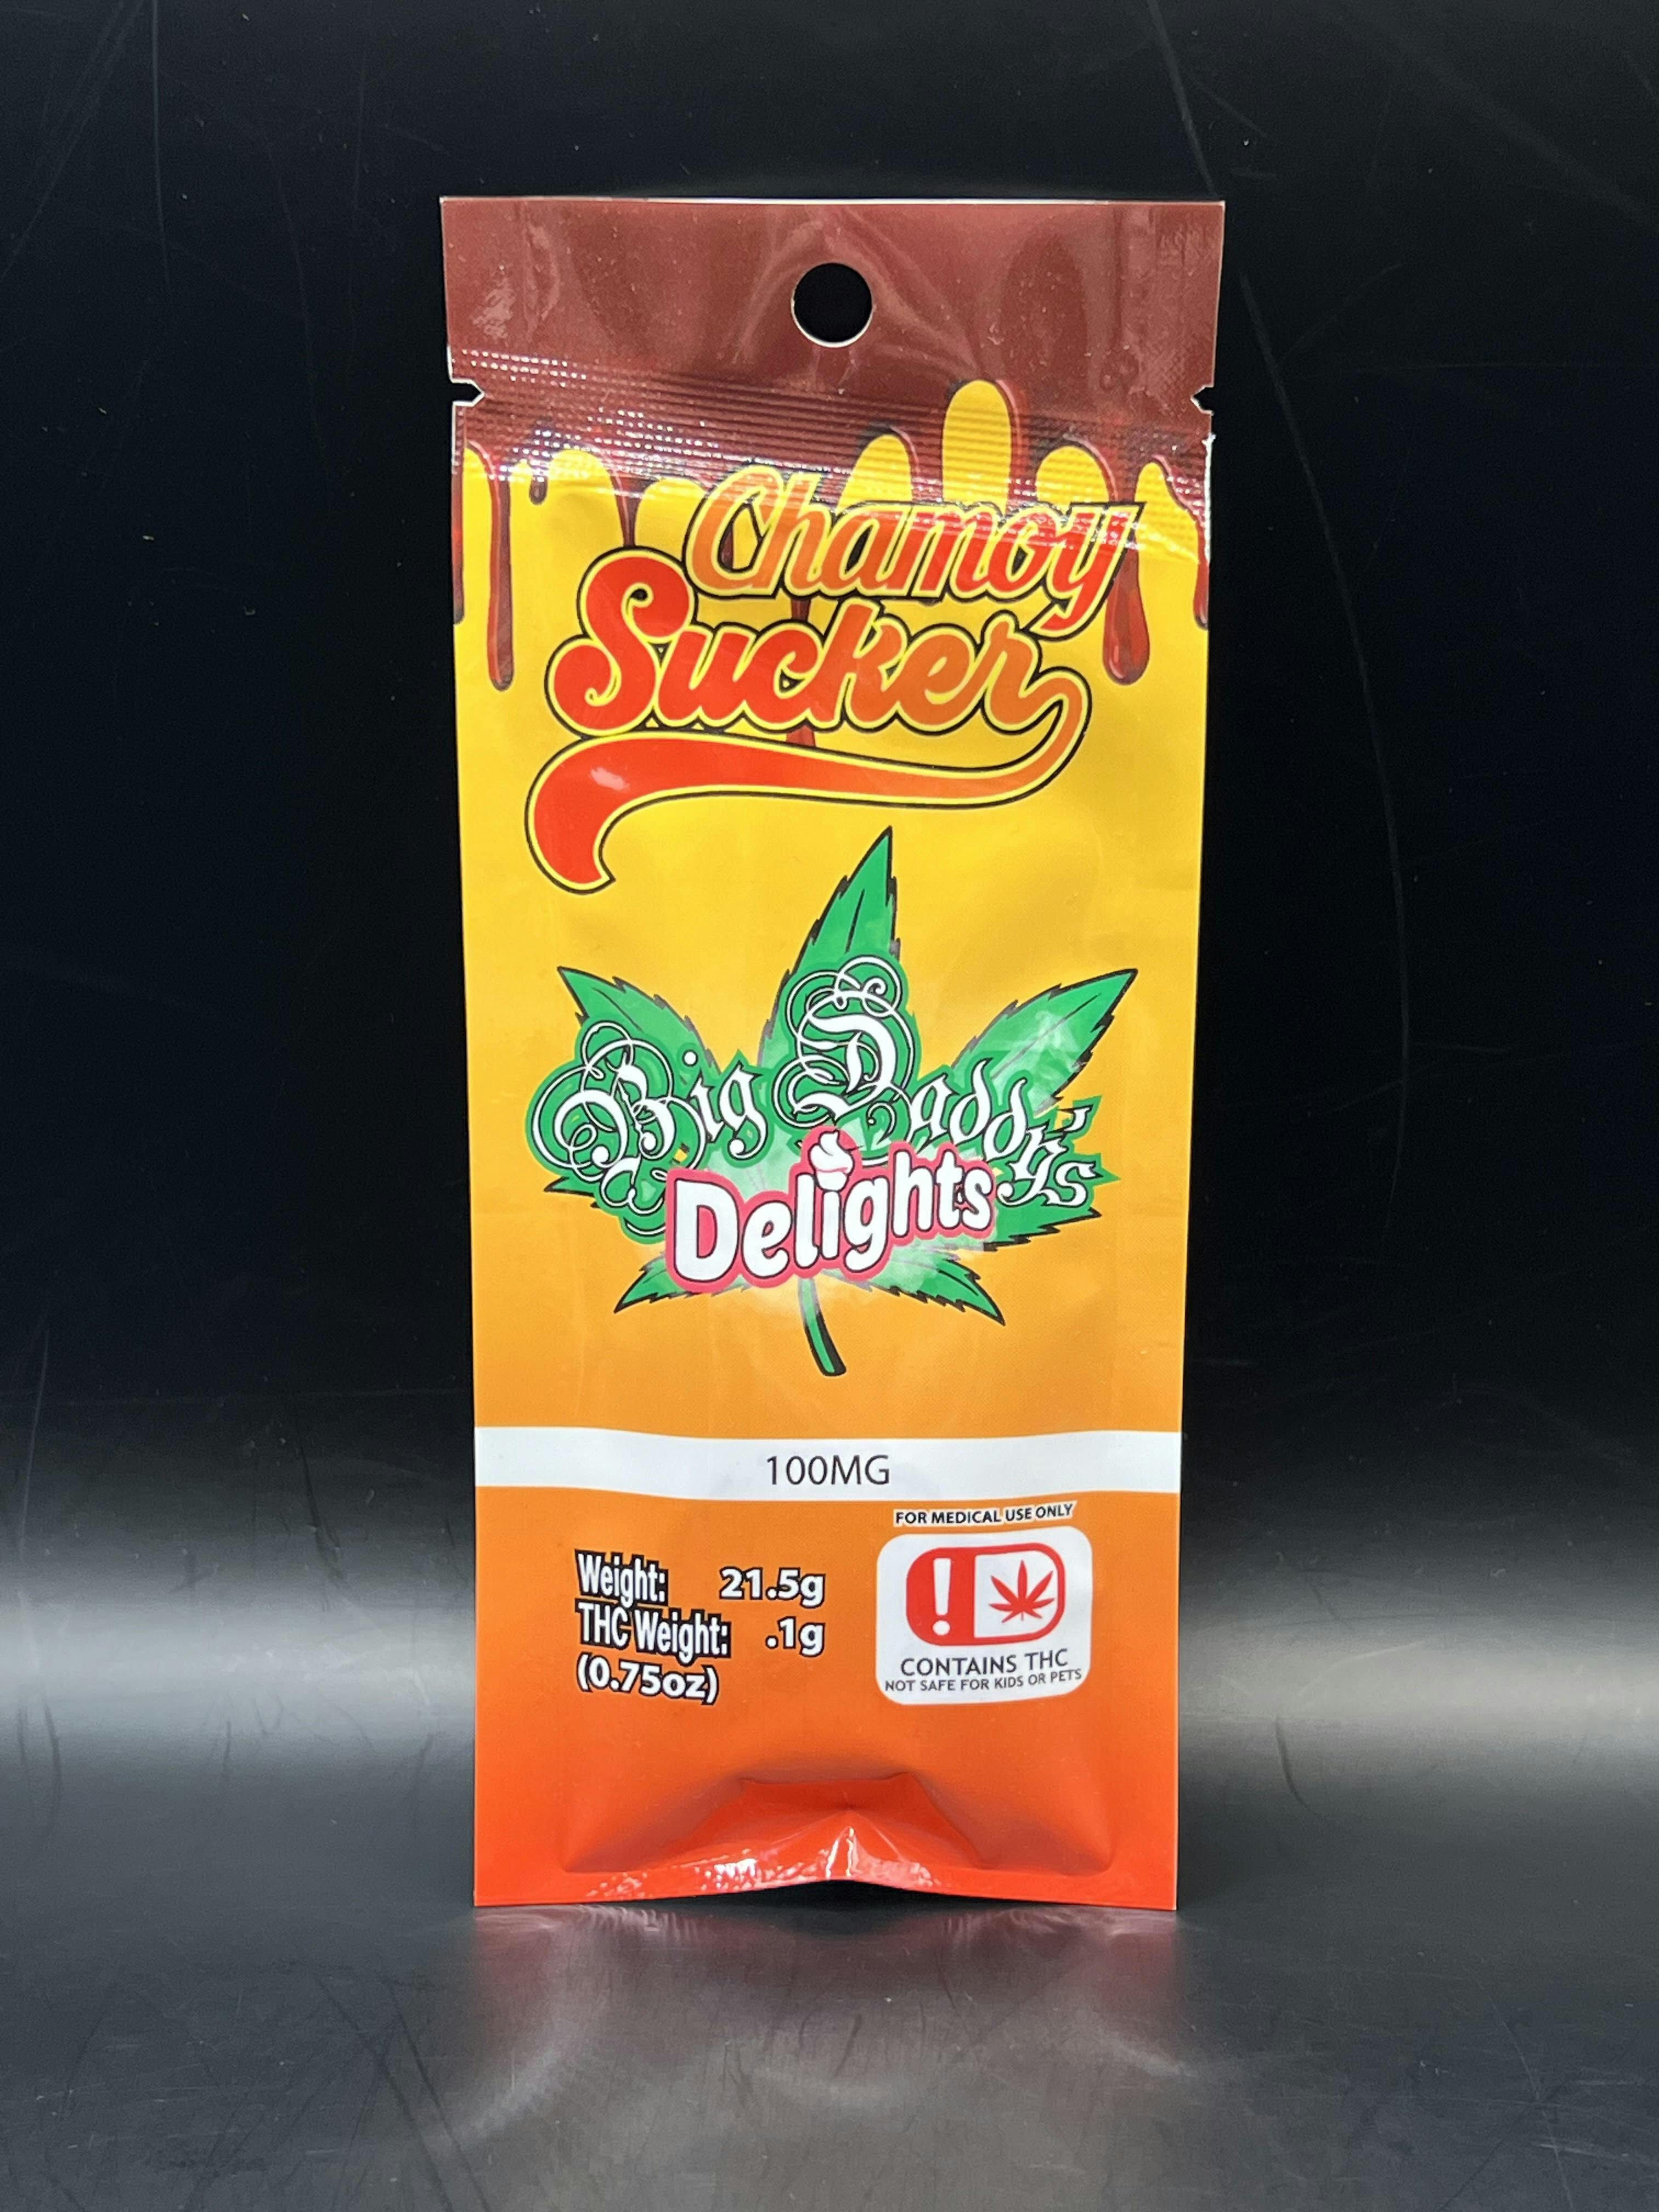 Chamoy
Sucker
Big Daddy's
Delights
100MG
FOR MEDICAL USE ONLY
Weight: 21.5g
THC Weight: .1g
(0.75oz)
!
CONTAINS THC
NOT SAFE FOR KIDS OR PETS